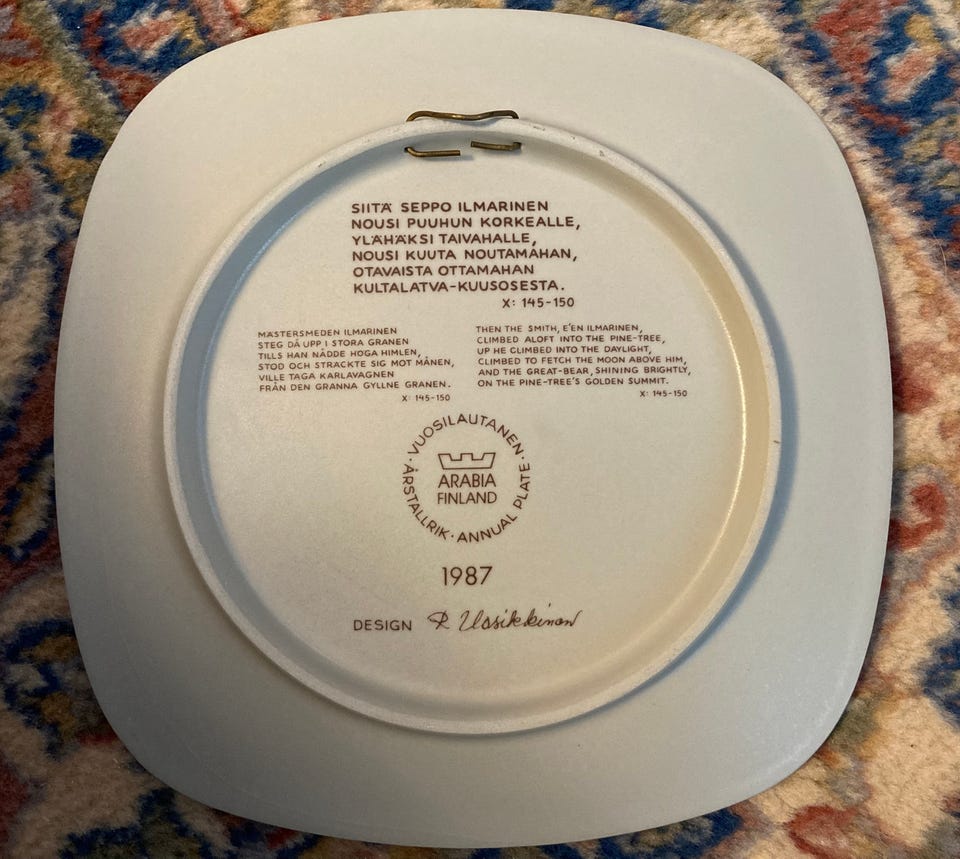 SIITÄ SEPPO ILMARINEN
NOUSI PUUHUN KORKEALLE,
YLÄHÄKSI TAIVAHALLE,
NOUSI KUUTA NOUTAMAHAN,
OTAVAISTA OTTAMAHAN
KULTALATVA-KUUSOSESTA.
X: 145-150
MÄSTERSMEDEN ILMARINEN
STEG DÅ UPP I STORA GRANEN
TILLS HAN NÅDDE HÖGA HIMLEN,
STOD OCH STRÄCKTE SIG MOT MÅNEN,
VILLE TAGA KARLAVAGNEN
FRÅN DEN GRANNA GYLLNE GRANEN.
X: 145-150
THEN THE SMITH, E'EN ILMARINEN,
CLIMBED ALOFT INTO THE PINE-TREE,
UP HE CLIMBED INTO THE DAYLIGHT,
CLIMBED TO FETCH THE MOON ABOVE HIM,
AND THE GREAT-BEAR, SHINING BRIGHTLY,
ON THE PINE-TREE'S GOLDEN SUMMIT.
X: 145-150
· VUOSILAUTANEN ·
ARABIA
FINLAND
ÅRSTALLRIK · ANNUAL PLATE
1987
DESIGN R Uosikkinen